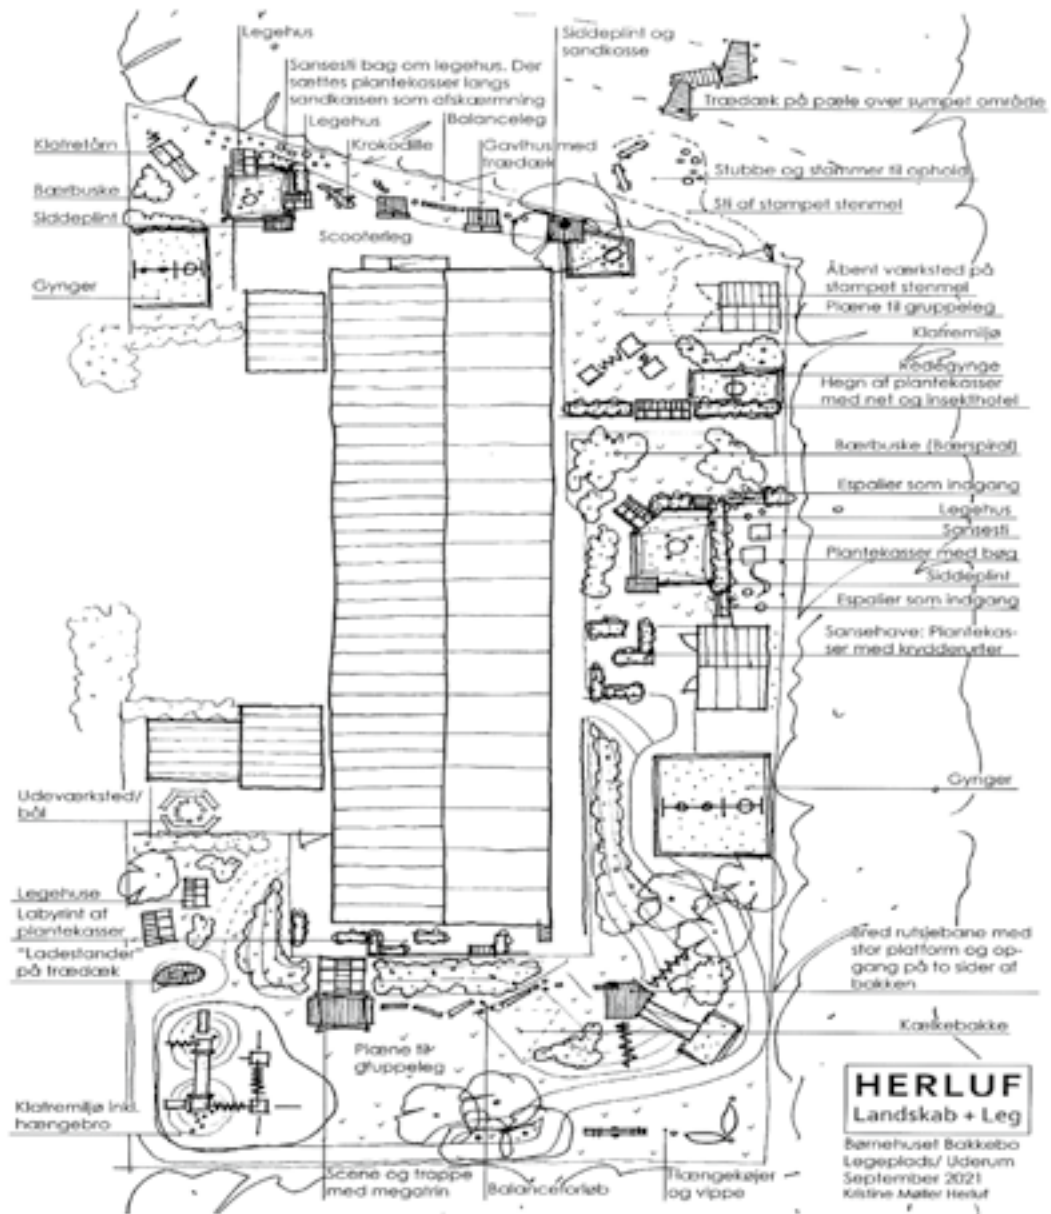 Legehus
Siddeplint og
sandkasse
Sansesti bag om legehus. Der
sættes plantekasser langs
sandkassen som afskærmning
Legehus
Balanceleg
Trædæk på pæle over sumpet område
Klatretårn
Krokodille
Gavlhus med
trædæk
Stubbe og stammer til ophold
Bærbuske
Sti af stampet stenmel
Siddeplint
Scooterleg
Gynger
Åbent værksted på
stampet stenmel
Plæne til gruppeleg
Klatremiljø
Redegynge
Hegn af plantekasser
med net og insekthotel
Bærbuske (Bærspiral)
Espalier som indgang
Legehus
Sansesti
Plantekasser med bøg
Siddeplint
Espalier som indgang
Sansehave: Plantekas-
ser med krydderurter
Gynger
Udeværksted/
bål
Legehuse
Labyrint af
plantekasser
"Ladestander"
på trædæk
Bred rutsjebane med
stor platform og op-
gang på to sider af
bakken
Kælkebakke
Plæne til
gruppeleg
Klatremiljø inkl.
hængebro
Scene og trappe
med megatrin
Balanceforløb
Hængekøjer
og vippe
HERLUF
Landskab + Leg
Børnehuset Bakkebo
Legeplads/ Uderum
September 2021
Kristine Møller Herluf